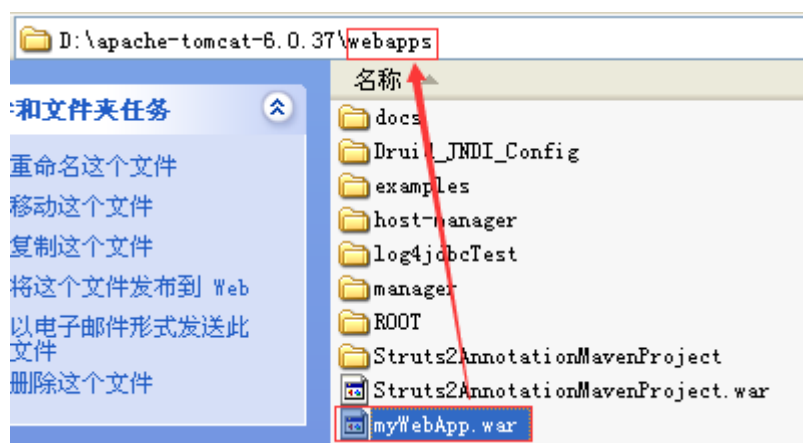 D:\apache-tomcat-6.0.37\webapps
名称
和文件夹任务
重命名这个文件
移动这个文件
复制这个文件
将这个文件发布到 Web
以电子邮件形式发送此
文件
删除这个文件
docs
Druid_JNDI_Config
examples
host-manager
log4jdbcTest
manager
ROOT
Struts2AnnotationMavenProject
Struts2AnnotationMavenProject.war
myWebApp.war